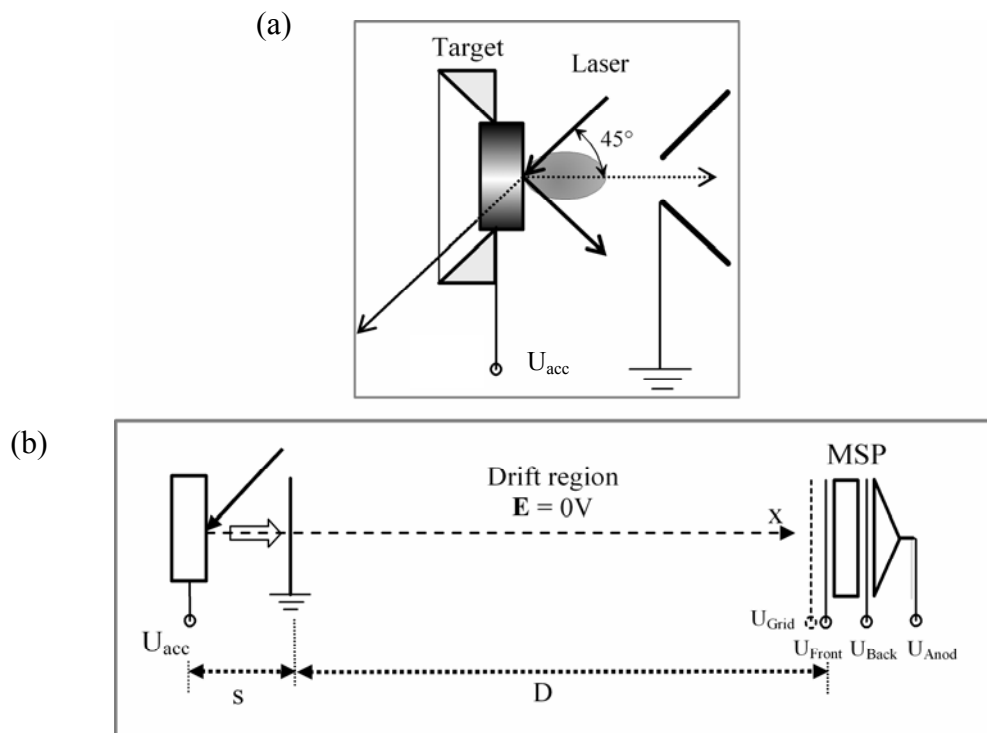 (a)
Target
Laser
45°
U_acc
(b)
MSP
Drift region
E = 0V
X
U_Grid
U_Front U_Back U_Anod
U_acc
s
D